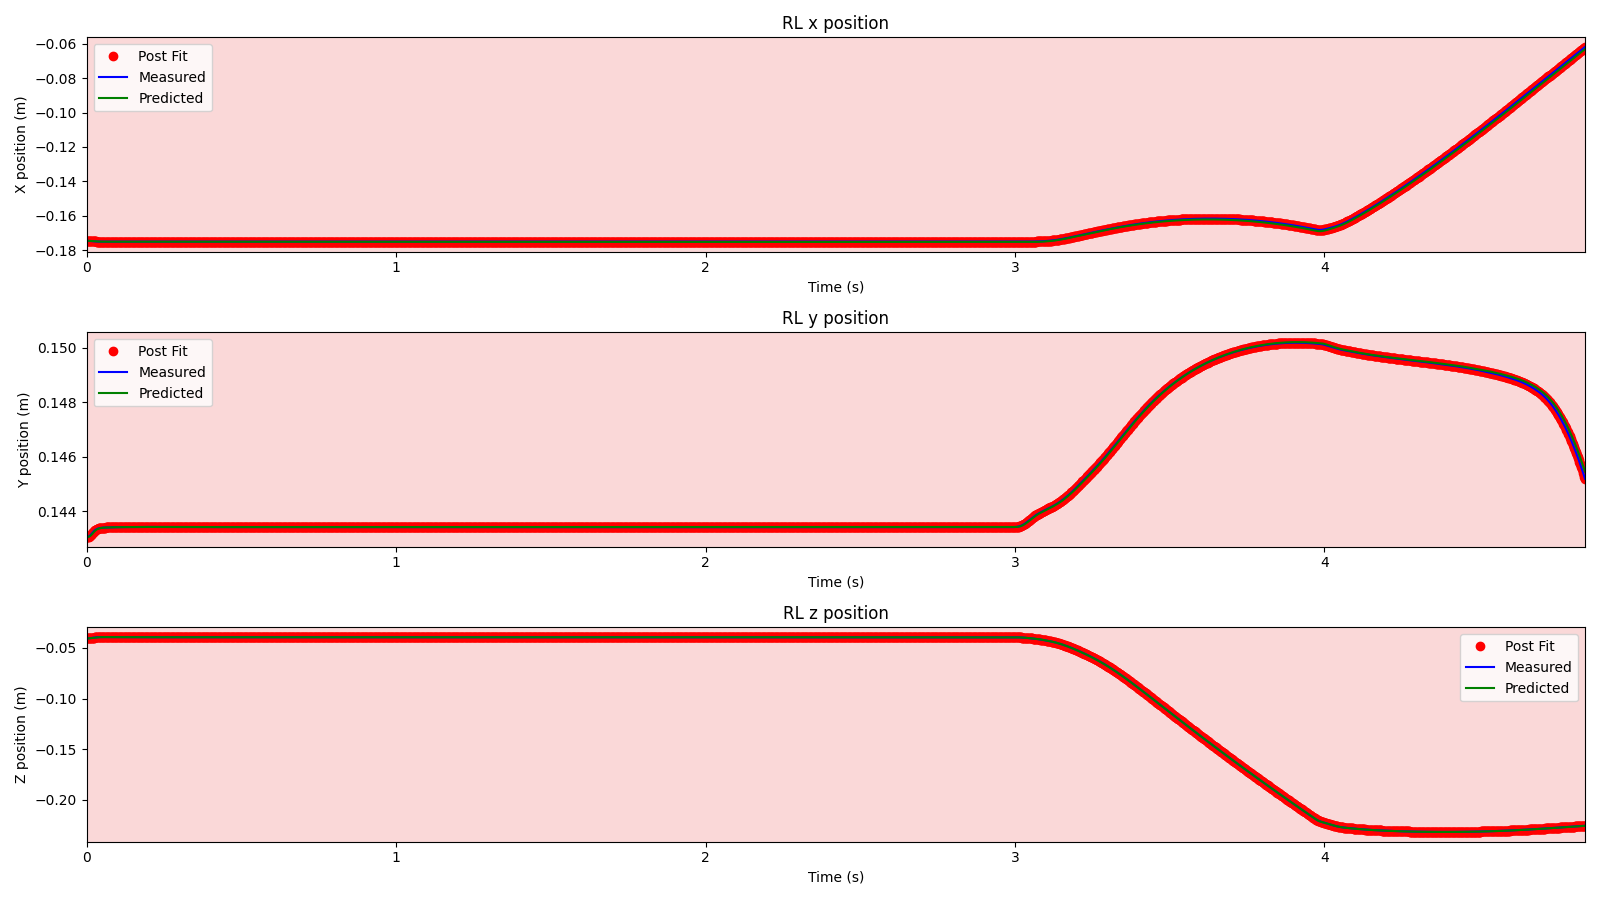 RL x position
X position (m)
−0.06
−0.08
−0.10
−0.12
−0.14
−0.16
−0.18
Post Fit
Measured
Predicted
0 1 2 3 4
Time (s)
RL y position
Y position (m)
0.150
0.148
0.146
0.144
Post Fit
Measured
Predicted
0 1 2 3 4
Time (s)
RL z position
Z position (m)
−0.05
−0.10
−0.15
−0.20
Post Fit
Measured
Predicted
0 1 2 3 4
Time (s)